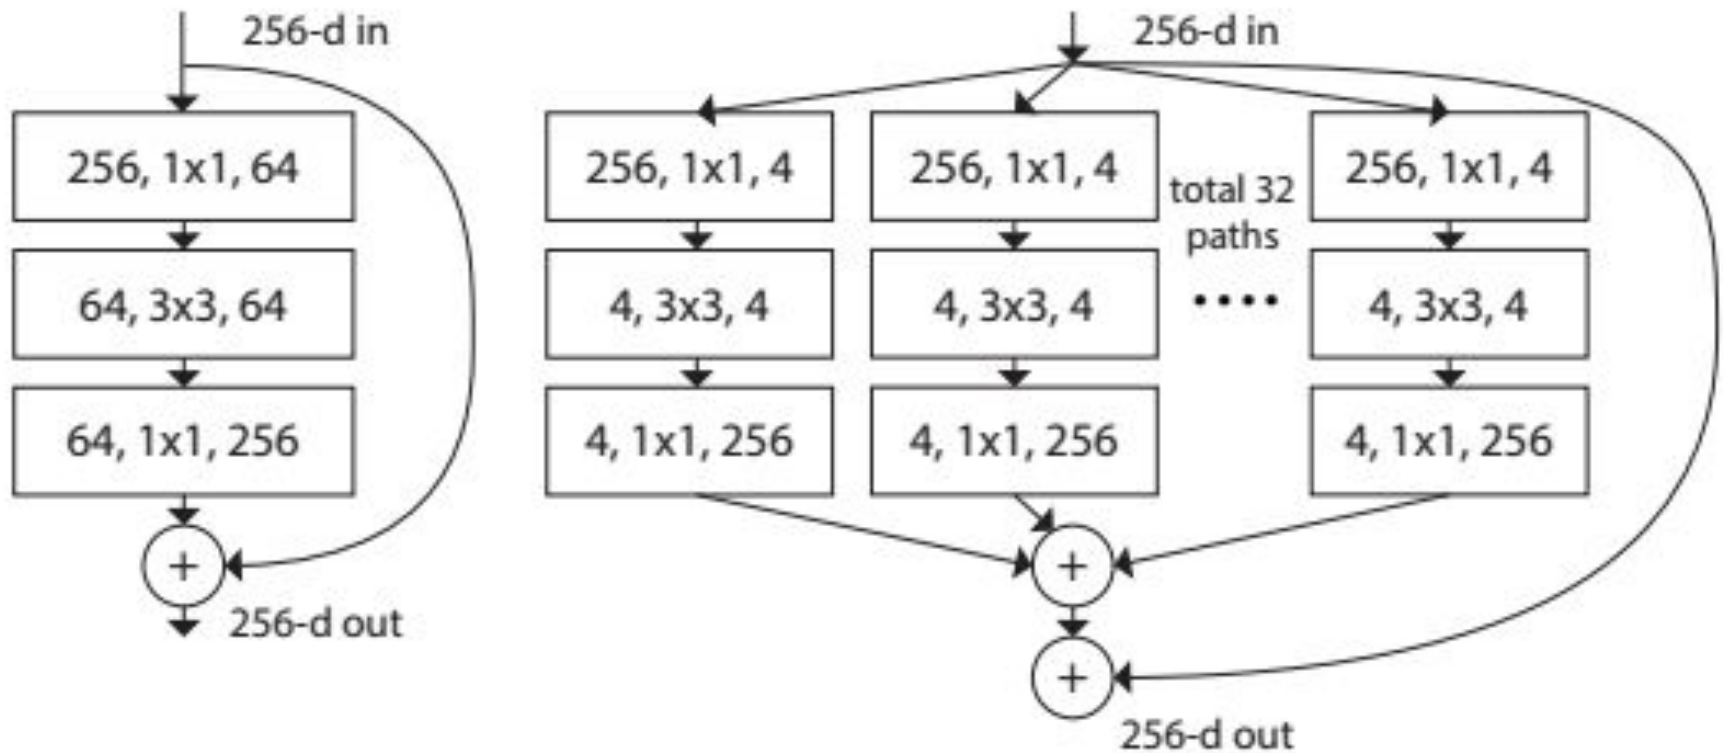 256-d in
256, 1x1, 64
64, 3x3, 64
64, 1x1, 256
+
256-d out
256-d in
256, 1x1, 4
256, 1x1, 4
total 32
paths
256, 1x1, 4
4, 3x3, 4
4, 3x3, 4
....
4, 3x3, 4
4, 1x1, 256
4, 1x1, 256
4, 1x1, 256
+
+
256-d out